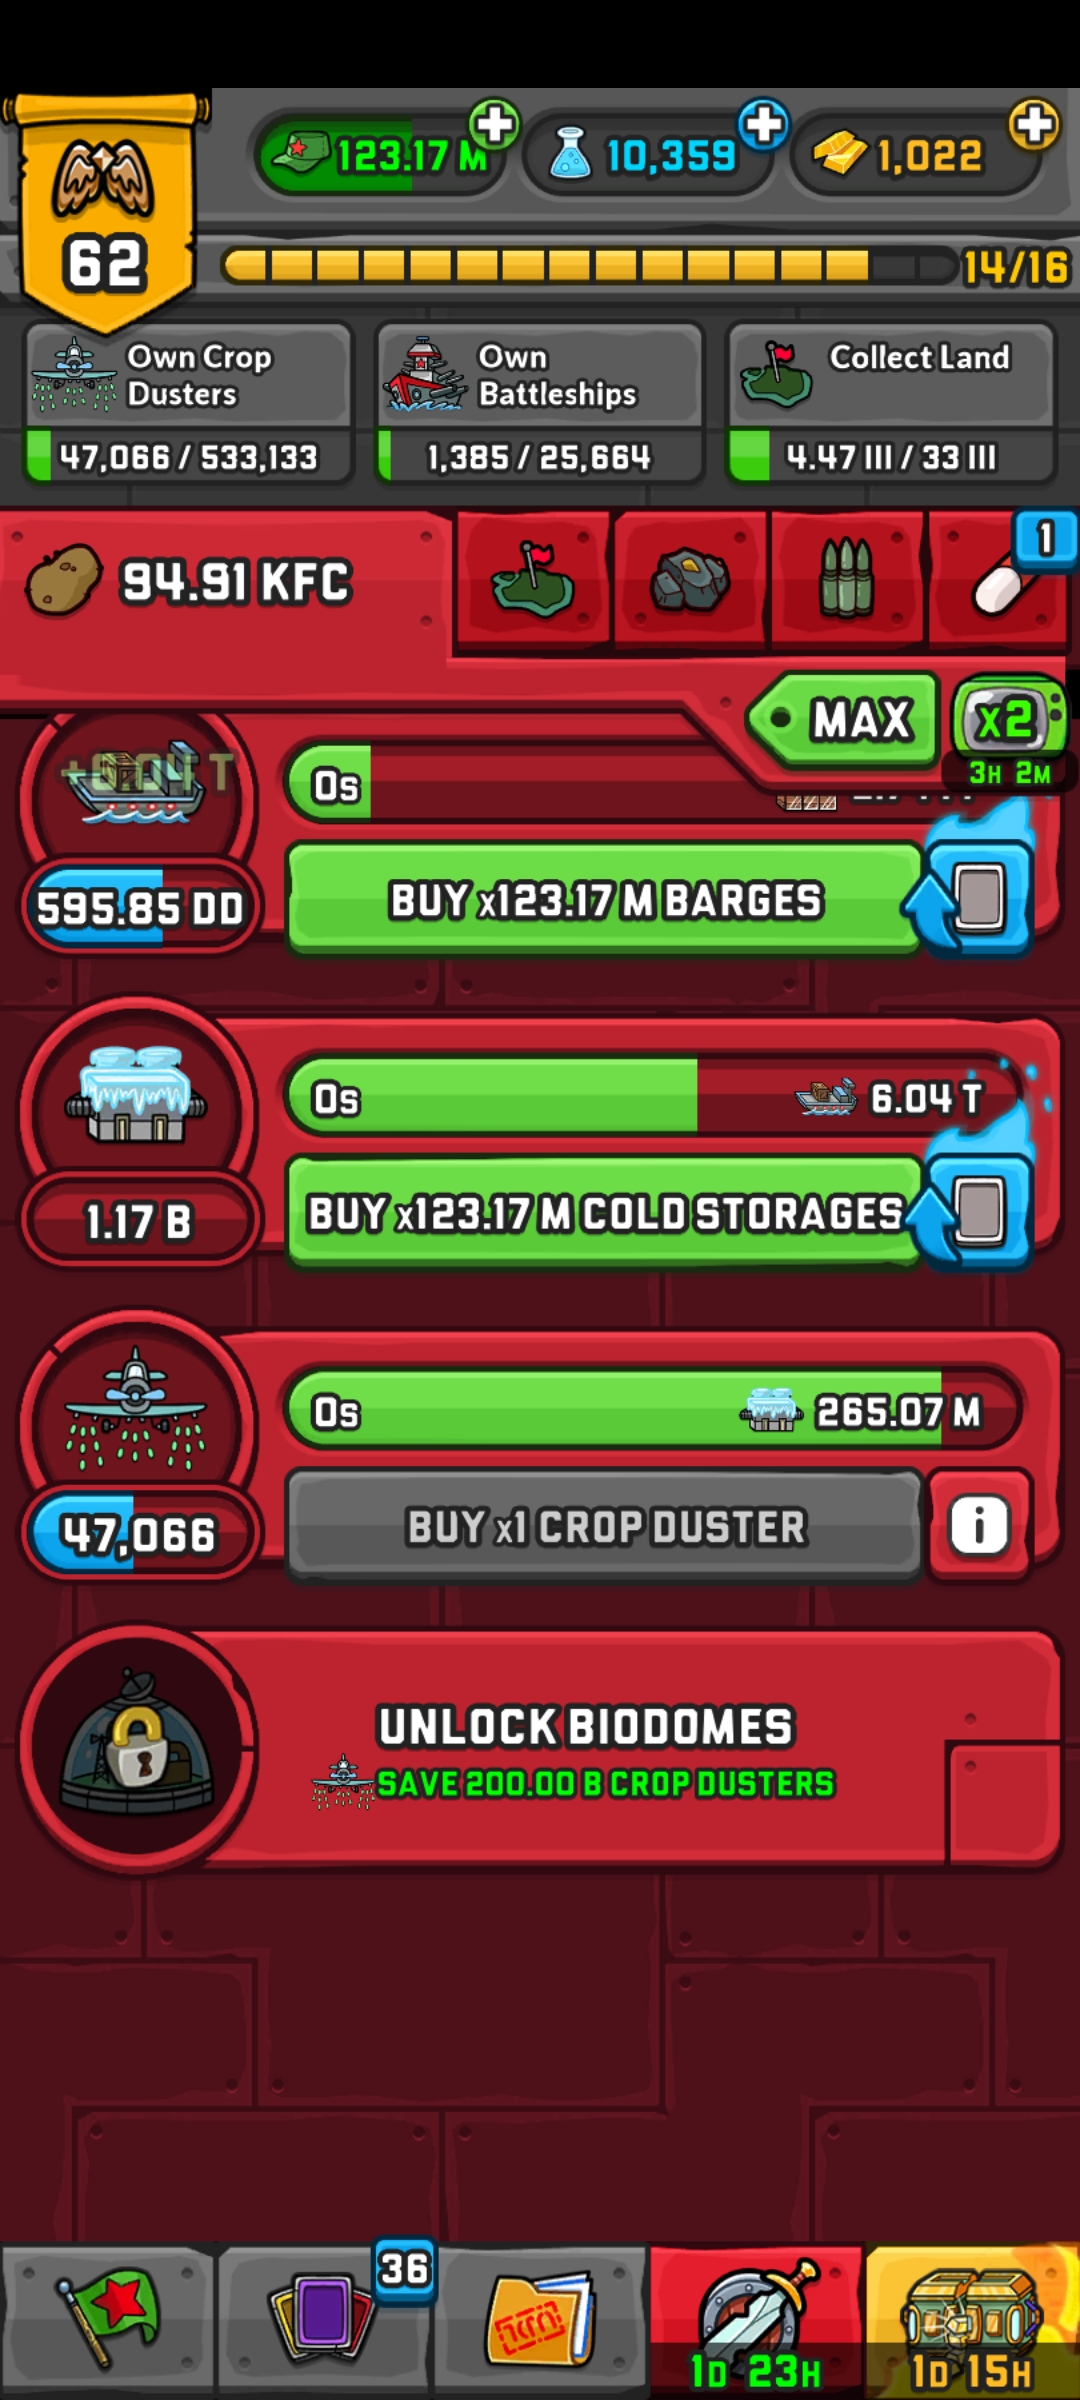 123.17 M
10,359
1,022
62
14/16
Own Crop
Dusters
Own
Battleships
Collect Land
47,066 / 533,133
1,385 / 25,664
4.47 III / 33 III
94.91 KFC
1
MAX
x2
3H 2M
0s
595.85 DD
BUY x123.17 M BARGES
0s
6.04 T
1.17 B
BUY x123.17 M COLD STORAGES
0s
265.07 M
47,066
BUY x1 CROP DUSTER
i
UNLOCK BIODOMES
SAVE 200.00 B CROP DUSTERS
36
1D 23H
1D 15H